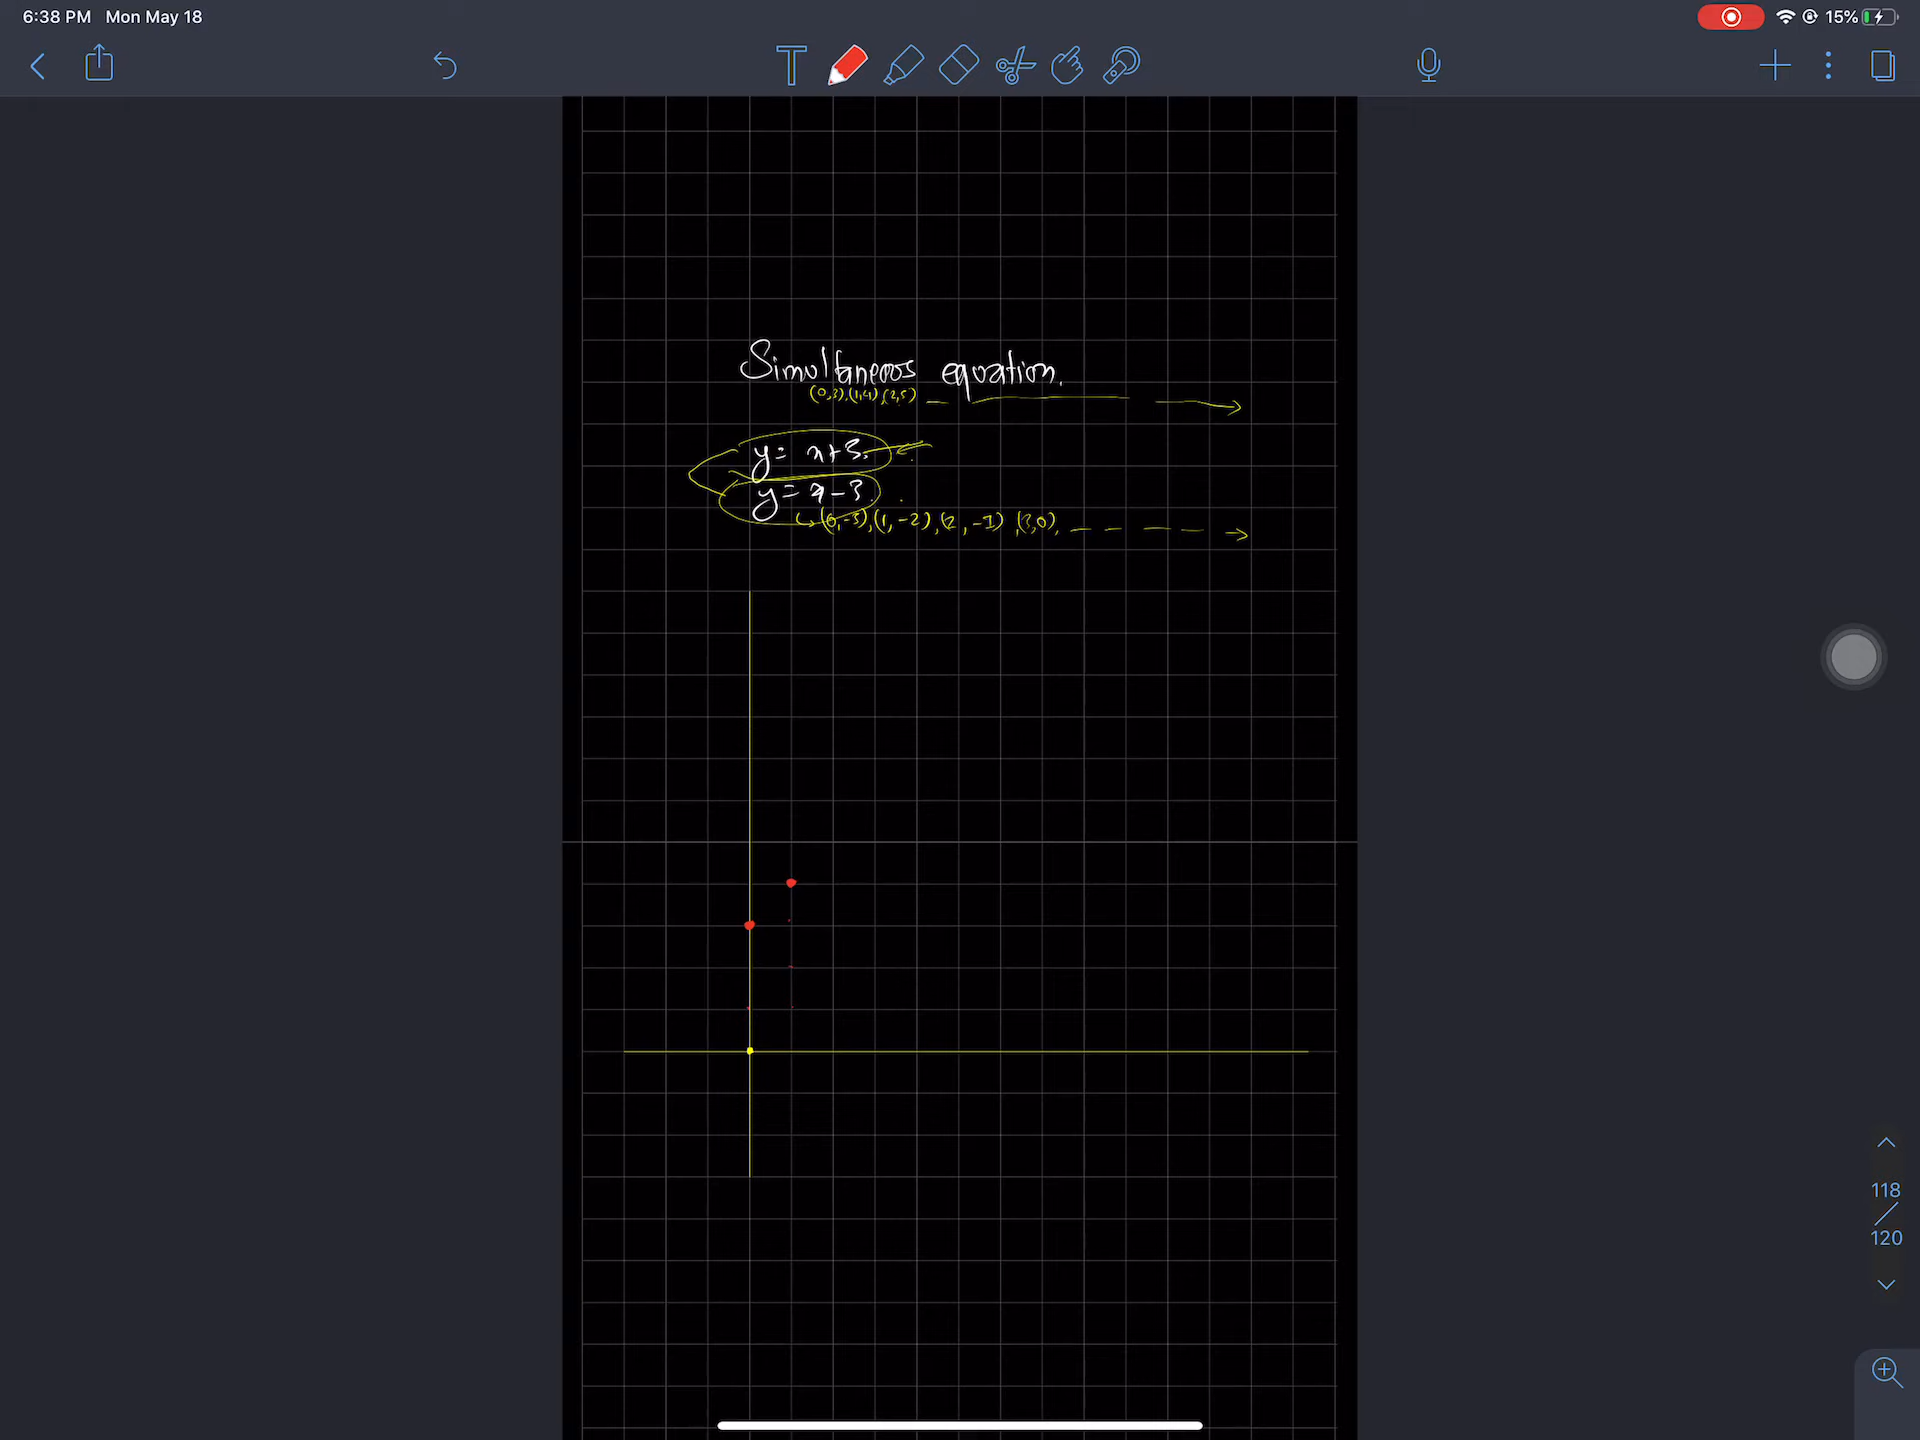 6:38 PM Mon May 18
15%
T
Simultaneous equation.
(0,3),(1,4),(2,5)
y = x+3
y = x-3
(0,-3),(1,-2),(2,-1),(3,0),
118
120